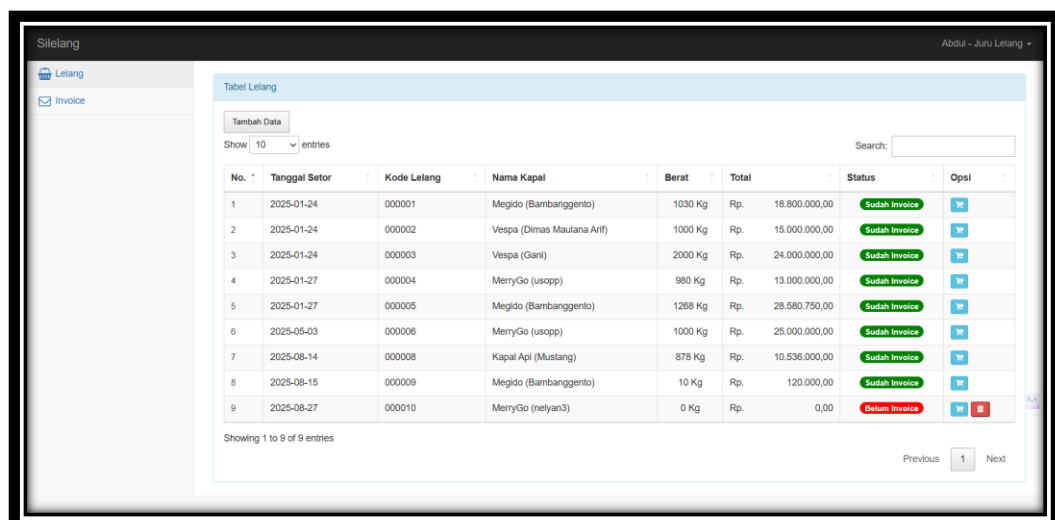 Silelang Abdul - Juru Lelang
Lelang
Invoice
Tabel Lelang
Tambah Data
Show 10 entries Search:
No. Tanggal Setor Kode Lelang Nama Kapal Berat Total Status Opsi
1 2025-01-24 000001 Megido (Bambanggento) 1030 Kg Rp. 18.800.000,00 Sudah Invoice
2 2025-01-24 000002 Vespa (Dimas Maulana Arif) 1000 Kg Rp. 15.000.000,00 Sudah Invoice
3 2025-01-24 000003 Vespa (Gani) 2000 Kg Rp. 24.000.000,00 Sudah Invoice
4 2025-01-27 000004 MerryGo (usopp) 980 Kg Rp. 13.000.000,00 Sudah Invoice
5 2025-01-27 000005 Megido (Bambanggento) 1268 Kg Rp. 28.580.750,00 Sudah Invoice
6 2025-05-03 000006 MerryGo (usopp) 1000 Kg Rp. 25.000.000,00 Sudah Invoice
7 2025-08-14 000008 Kapal Api (Mustang) 878 Kg Rp. 10.536.000,00 Sudah Invoice
8 2025-08-15 000009 Megido (Bambanggento) 10 Kg Rp. 120.000,00 Sudah Invoice
9 2025-08-27 000010 MerryGo (nelyan3) 0 Kg Rp. 0,00 Belum Invoice
Showing 1 to 9 of 9 entries
Previous 1 Next